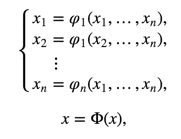 x₁ = φ₁(x₁, …, xₙ),
x₂ = φ₁(x₂, …, xₙ),
⋮
xₙ = φₙ(x₁, …, xₙ),
x = Φ(x),